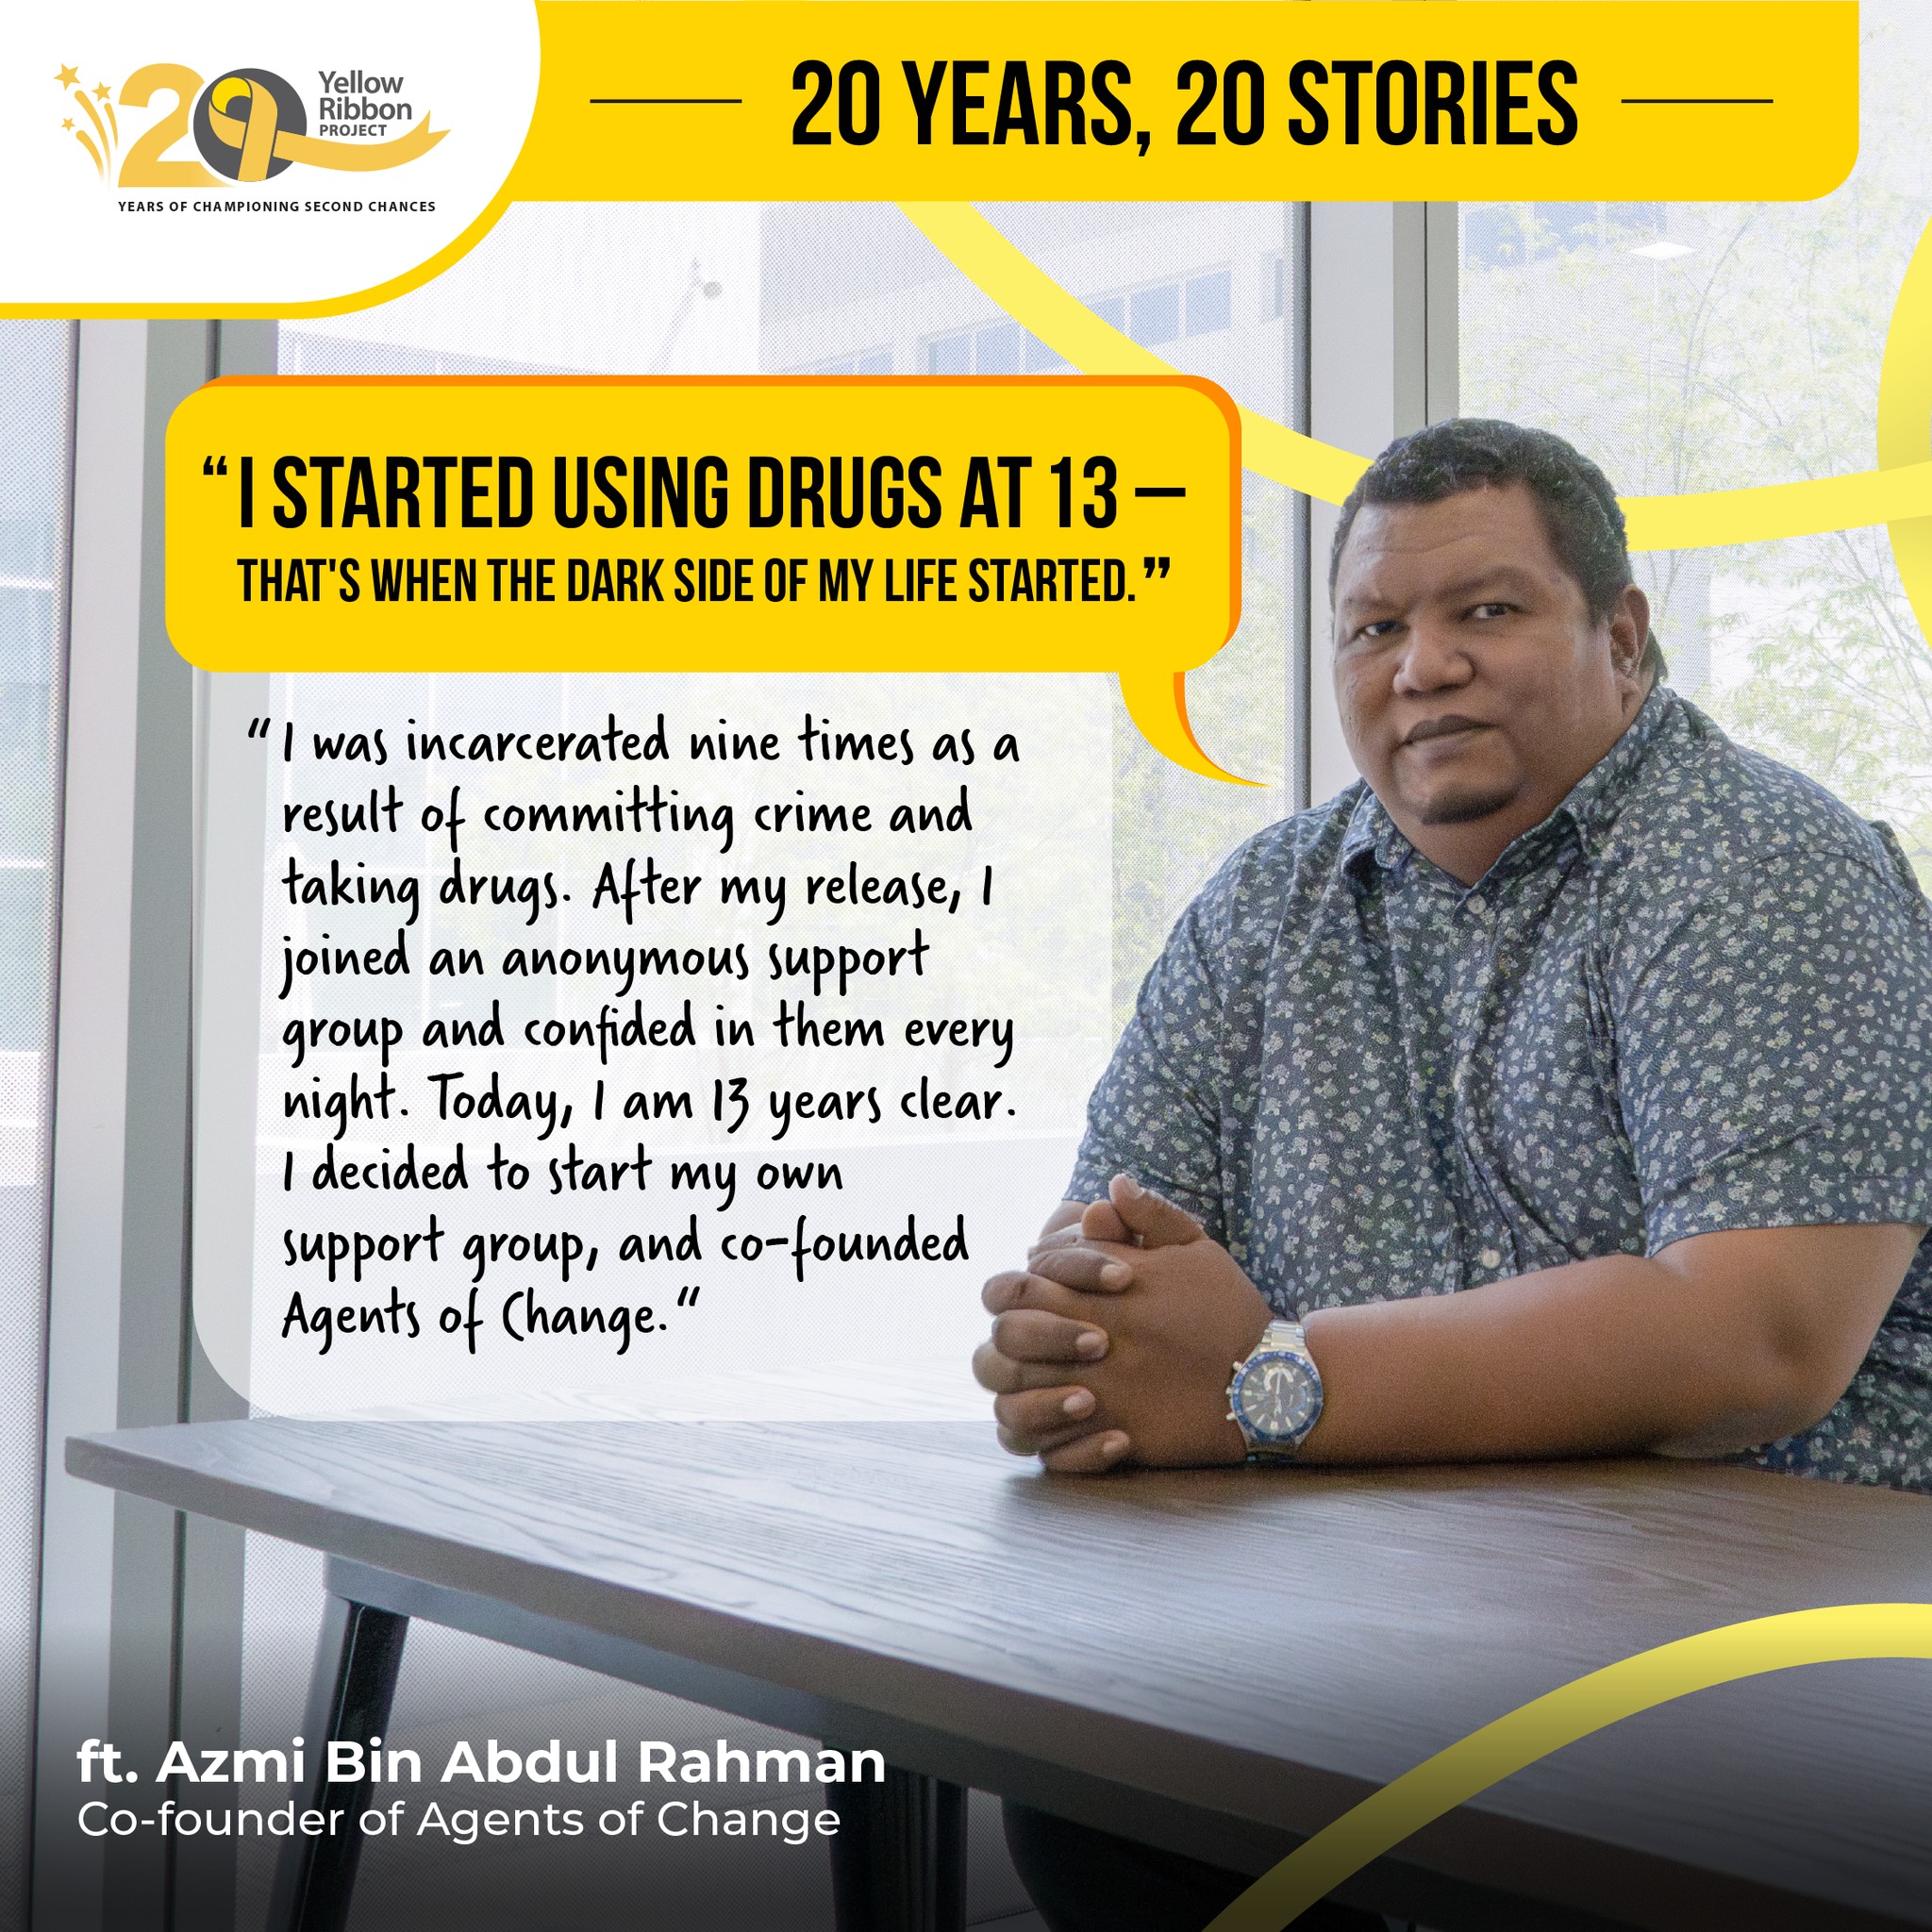 20
Yellow
Ribbon
PROJECT
YEARS OF CHAMPIONING SECOND CHANCES
20 YEARS, 20 STORIES
“I STARTED USING DRUGS AT 13 –
THAT'S WHEN THE DARK SIDE OF MY LIFE STARTED.”
“I was incarcerated nine times as a
result of committing crime and
taking drugs. After my release, I
joined an anonymous support
group and confided in them every
night. Today, I am 13 years clear.
I decided to start my own
support group, and co-founded
Agents of Change.“
ft. Azmi Bin Abdul Rahman
Co-founder of Agents of Change